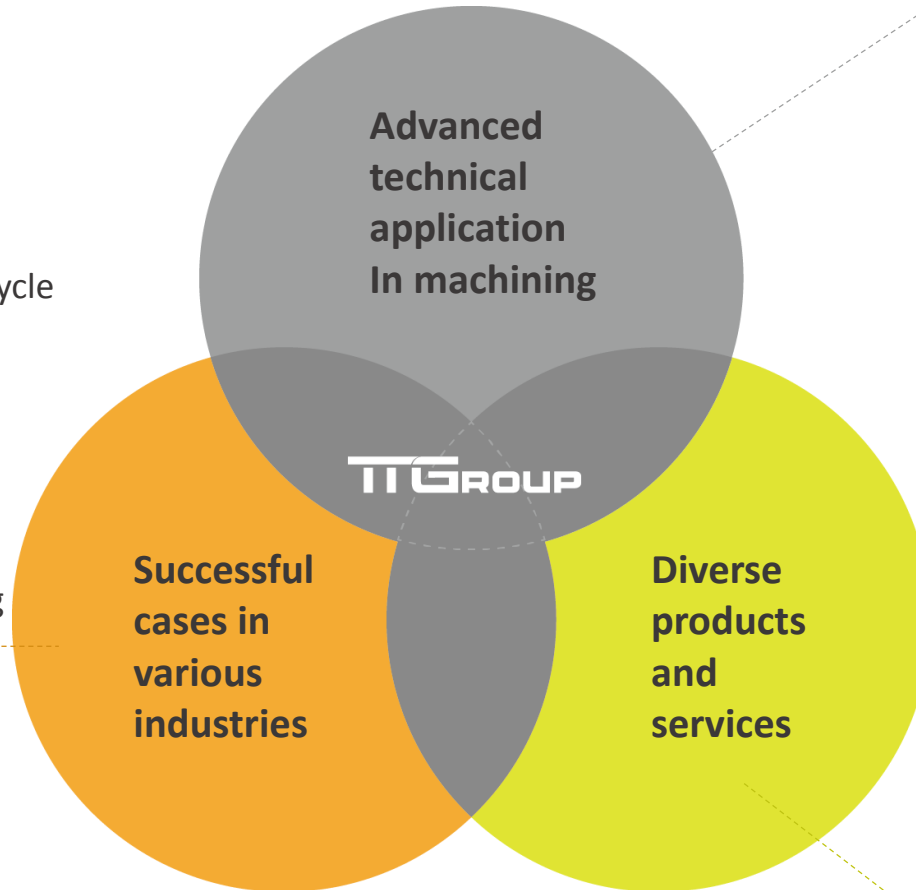 Advanced
technical
application
In machining
ycle
TTGROUP
g
Successful
cases in
various
industries
Diverse
products
and
services